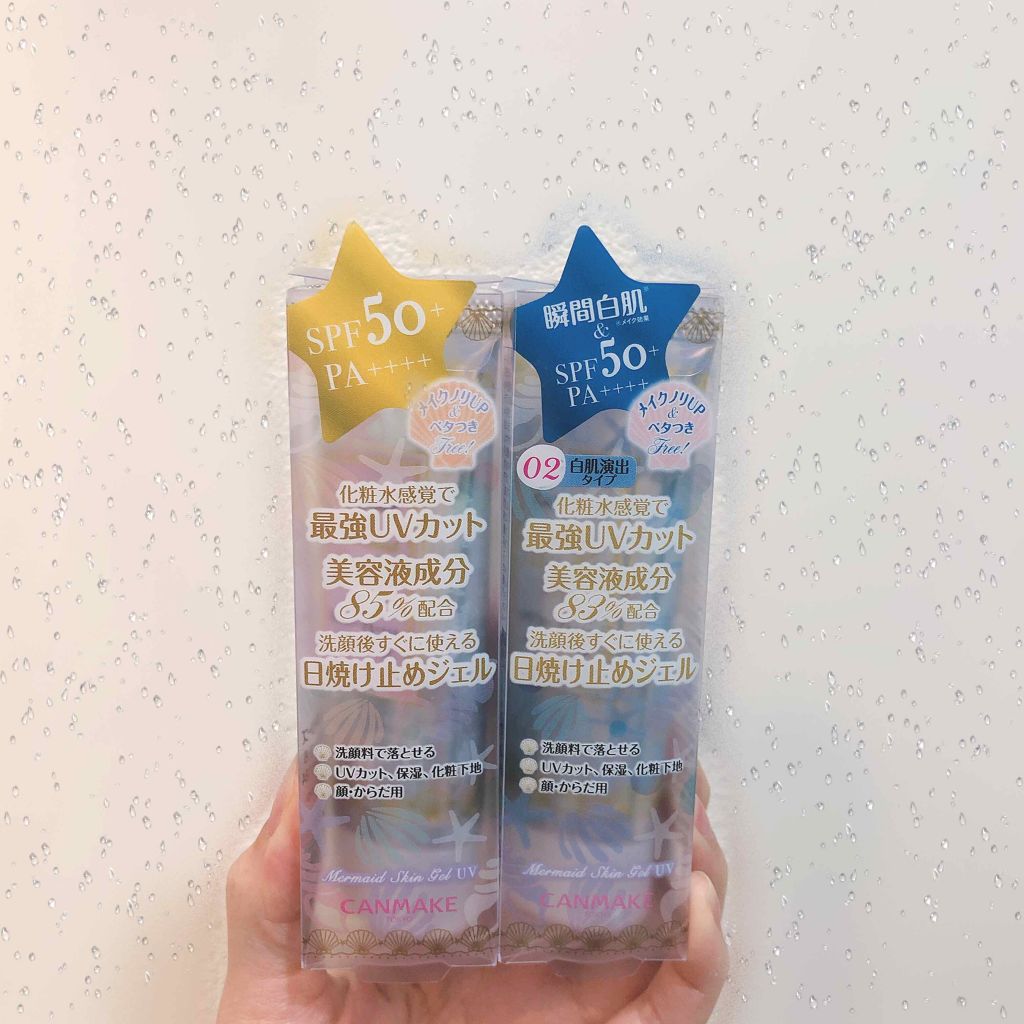 SPF50+
PA++++
メイクノリUP
&
ベタつき
Free!
化粧水感覚で
最強UVカット
美容液成分
85%配合
洗顔後すぐに使える
日焼け止めジェル
洗顔料で落とせる
UVカット、保湿、化粧下地
顔・からだ用
Mermaid Skin Gel UV
CANMAKE
TOKYO
瞬間白肌※
※メイク効果
&
SPF50+
PA++++
メイクノリUP
&
ベタつき
Free!
02 白肌演出
タイプ
化粧水感覚で
最強UVカット
美容液成分
83%配合
洗顔後すぐに使える
日焼け止めジェル
洗顔料で落とせる
UVカット、保湿、化粧下地
顔・からだ用
Mermaid Skin Gel UV
CANMAKE